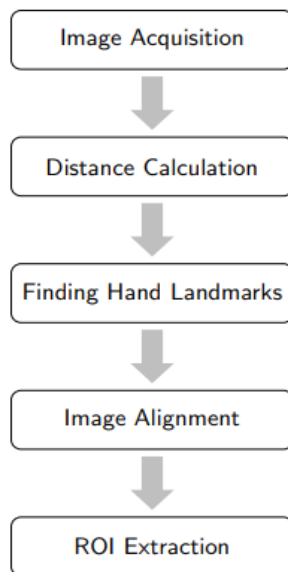 Image Acquisition
Distance Calculation
Finding Hand Landmarks
Image Alignment
ROI Extraction